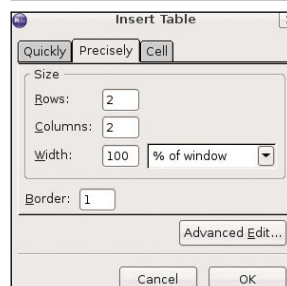 Insert Table
Quickly Precisely Cell
Size
Rows: 2
Columns: 2
Width: 100 % of window
Border: 1
Advanced Edit...
Cancel OK